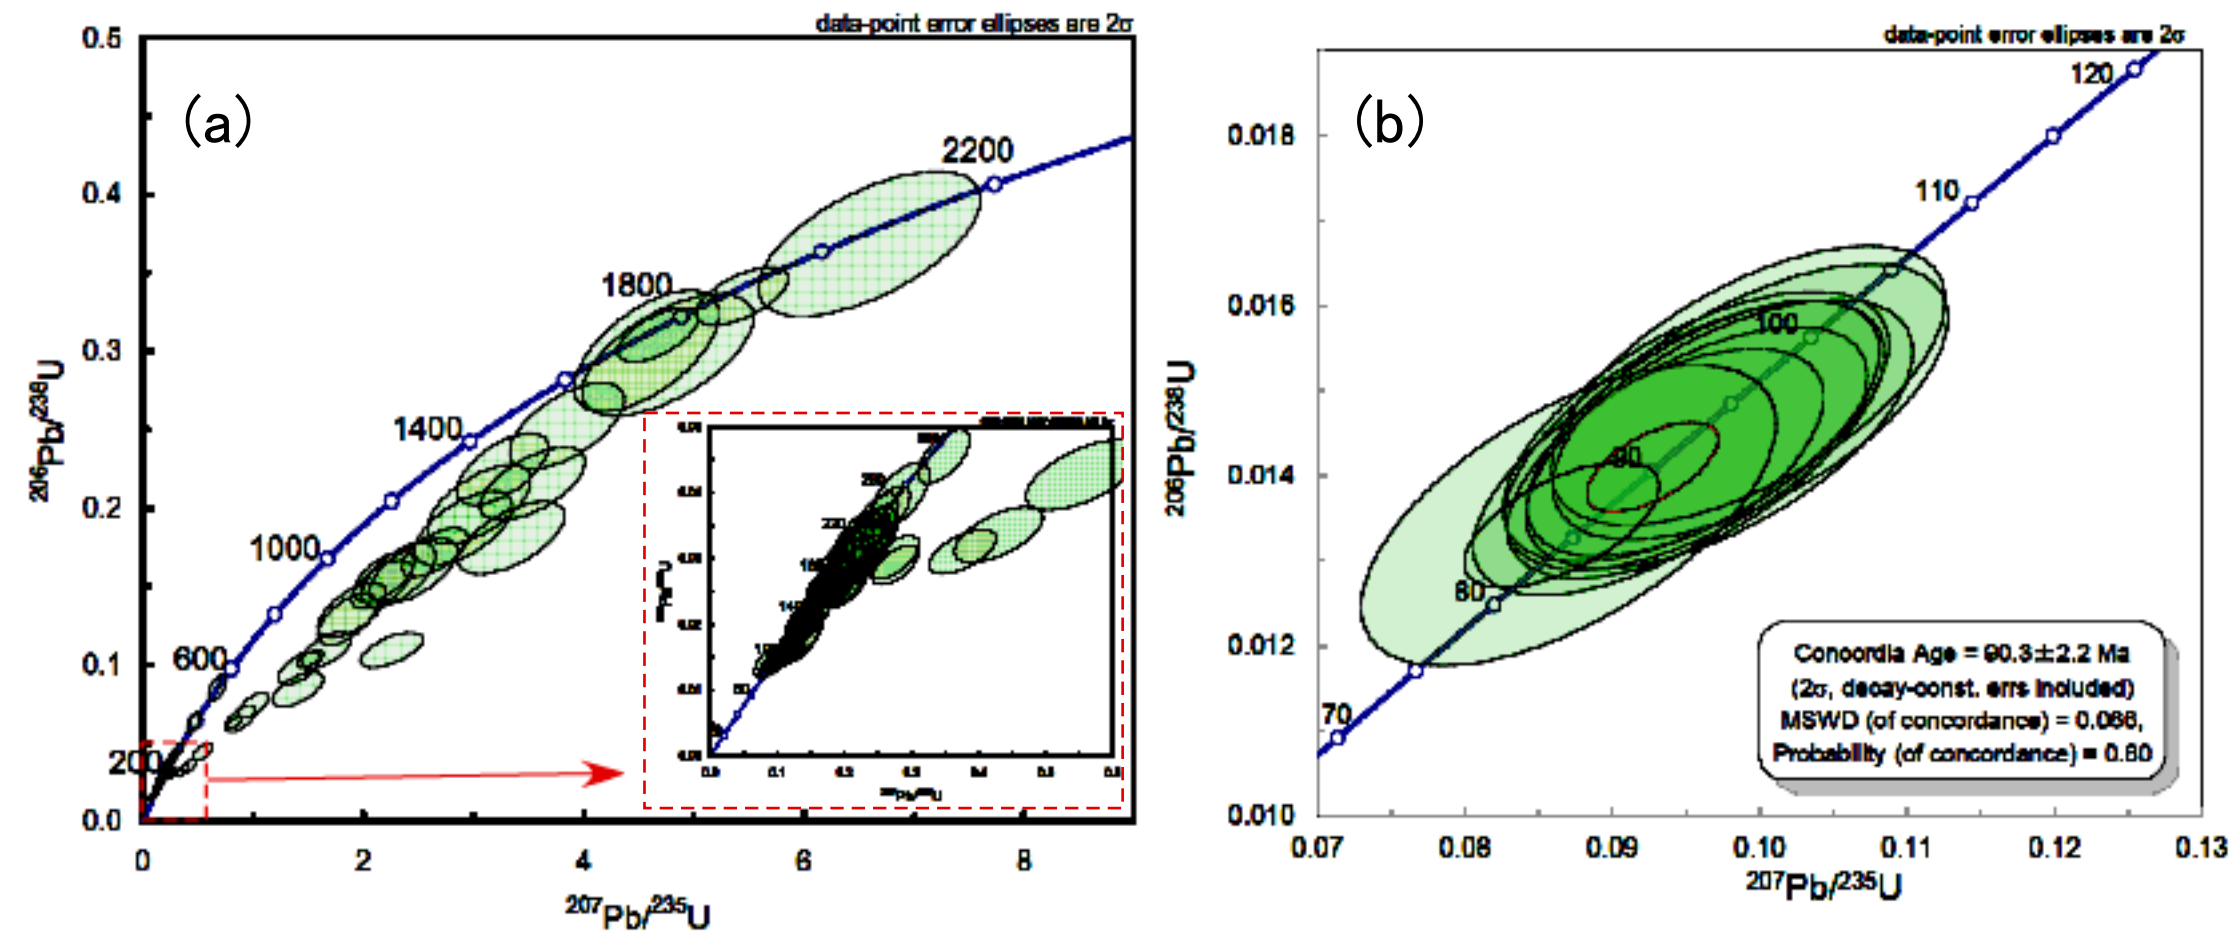 data-point error ellipses are 2σ
(a)
0.5
0.4
0.3
0.2
0.1
0.0
206Pb/238U
2200
1800
1400
1000
600
200
0
2
4
6
8
207Pb/235U
data-point error ellipses are 2σ
(b)
0.018
0.016
0.014
0.012
0.010
206Pb/238U
120
110
100
90
80
70
Concordia Age = 90.3±2.2 Ma
(2σ, decay-const. errs included)
MSWD (of concordance) = 0.066,
Probability (of concordance) = 0.80
0.07
0.08
0.09
0.10
0.11
0.12
0.13
207Pb/235U